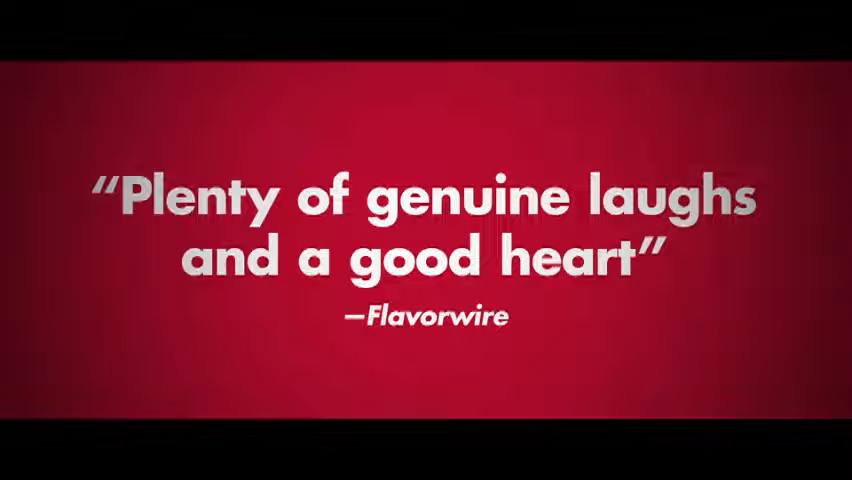 “Plenty of genuine laughs
and a good heart”
—Flavorwire